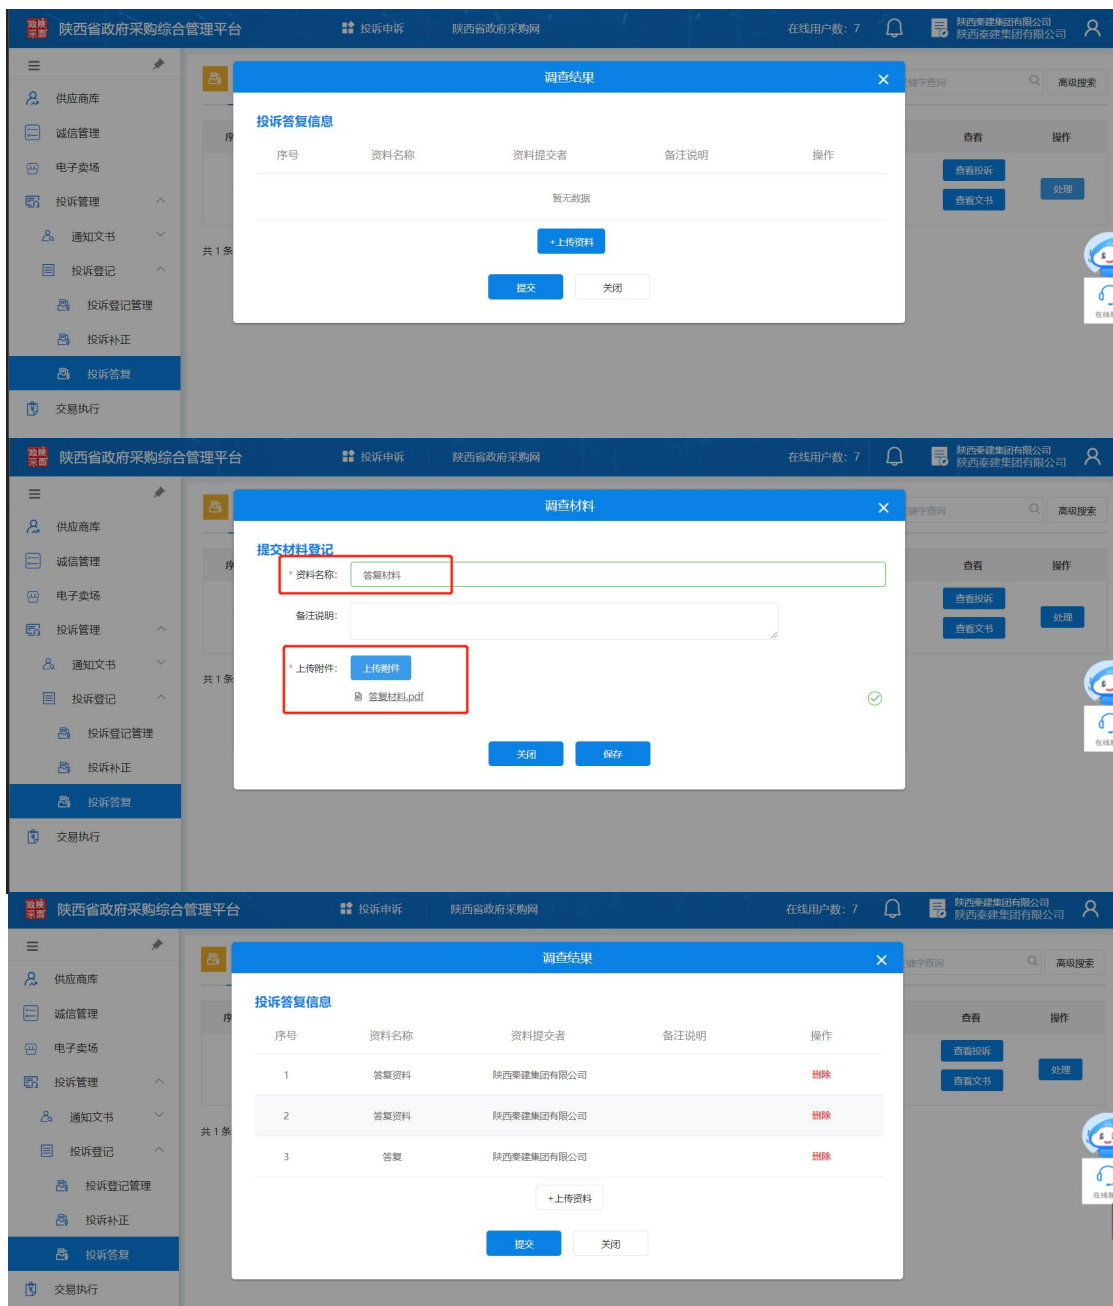 陕西省政府采购综合管理平台
投诉申诉
陕西省政府采购网
在线用户数: 7
陕西秦建集团有限公司
陕西秦建集团有限公司
调查结果
高级搜索
供应商库
诚信管理
电子卖场
投诉管理
通知文书
投诉登记
投诉登记管理
投诉补正
投诉答复
交易执行
投诉答复信息
序号 资料名称 资料提交者 备注说明 操作
暂无数据
+上传资料
提交 关闭
查看 操作
查看投诉
处理
查看文书
共 1 条
陕西省政府采购综合管理平台
投诉申诉
陕西省政府采购网
在线用户数: 7
陕西秦建集团有限公司
陕西秦建集团有限公司
调查材料
高级搜索
供应商库
诚信管理
电子卖场
投诉管理
通知文书
投诉登记
投诉登记管理
投诉补正
投诉答复
交易执行
提交材料登记
* 资料名称: 答复材料
备注说明:
* 上传附件: 上传附件
答复材料.pdf
关闭 保存
查看 操作
查看投诉
处理
查看文书
共 1 条
陕西省政府采购综合管理平台
投诉申诉
陕西省政府采购网
在线用户数: 7
陕西秦建集团有限公司
陕西秦建集团有限公司
调查结果
高级搜索
供应商库
诚信管理
电子卖场
投诉管理
通知文书
投诉登记
投诉登记管理
投诉补正
投诉答复
交易执行
投诉答复信息
序号 资料名称 资料提交者 备注说明 操作
1 答复资料 陕西秦建集团有限公司 删除
2 答复资料 陕西秦建集团有限公司 删除
3 答复 陕西秦建集团有限公司 删除
+上传资料
提交 关闭
查看 操作
查看投诉
处理
查看文书
共 1 条